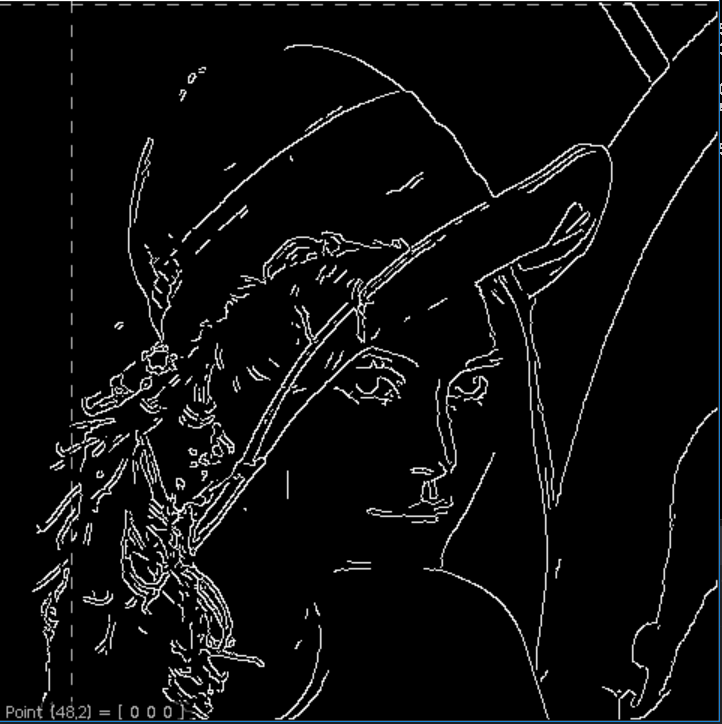 Point (48,2) = [ 0 0 0 ]